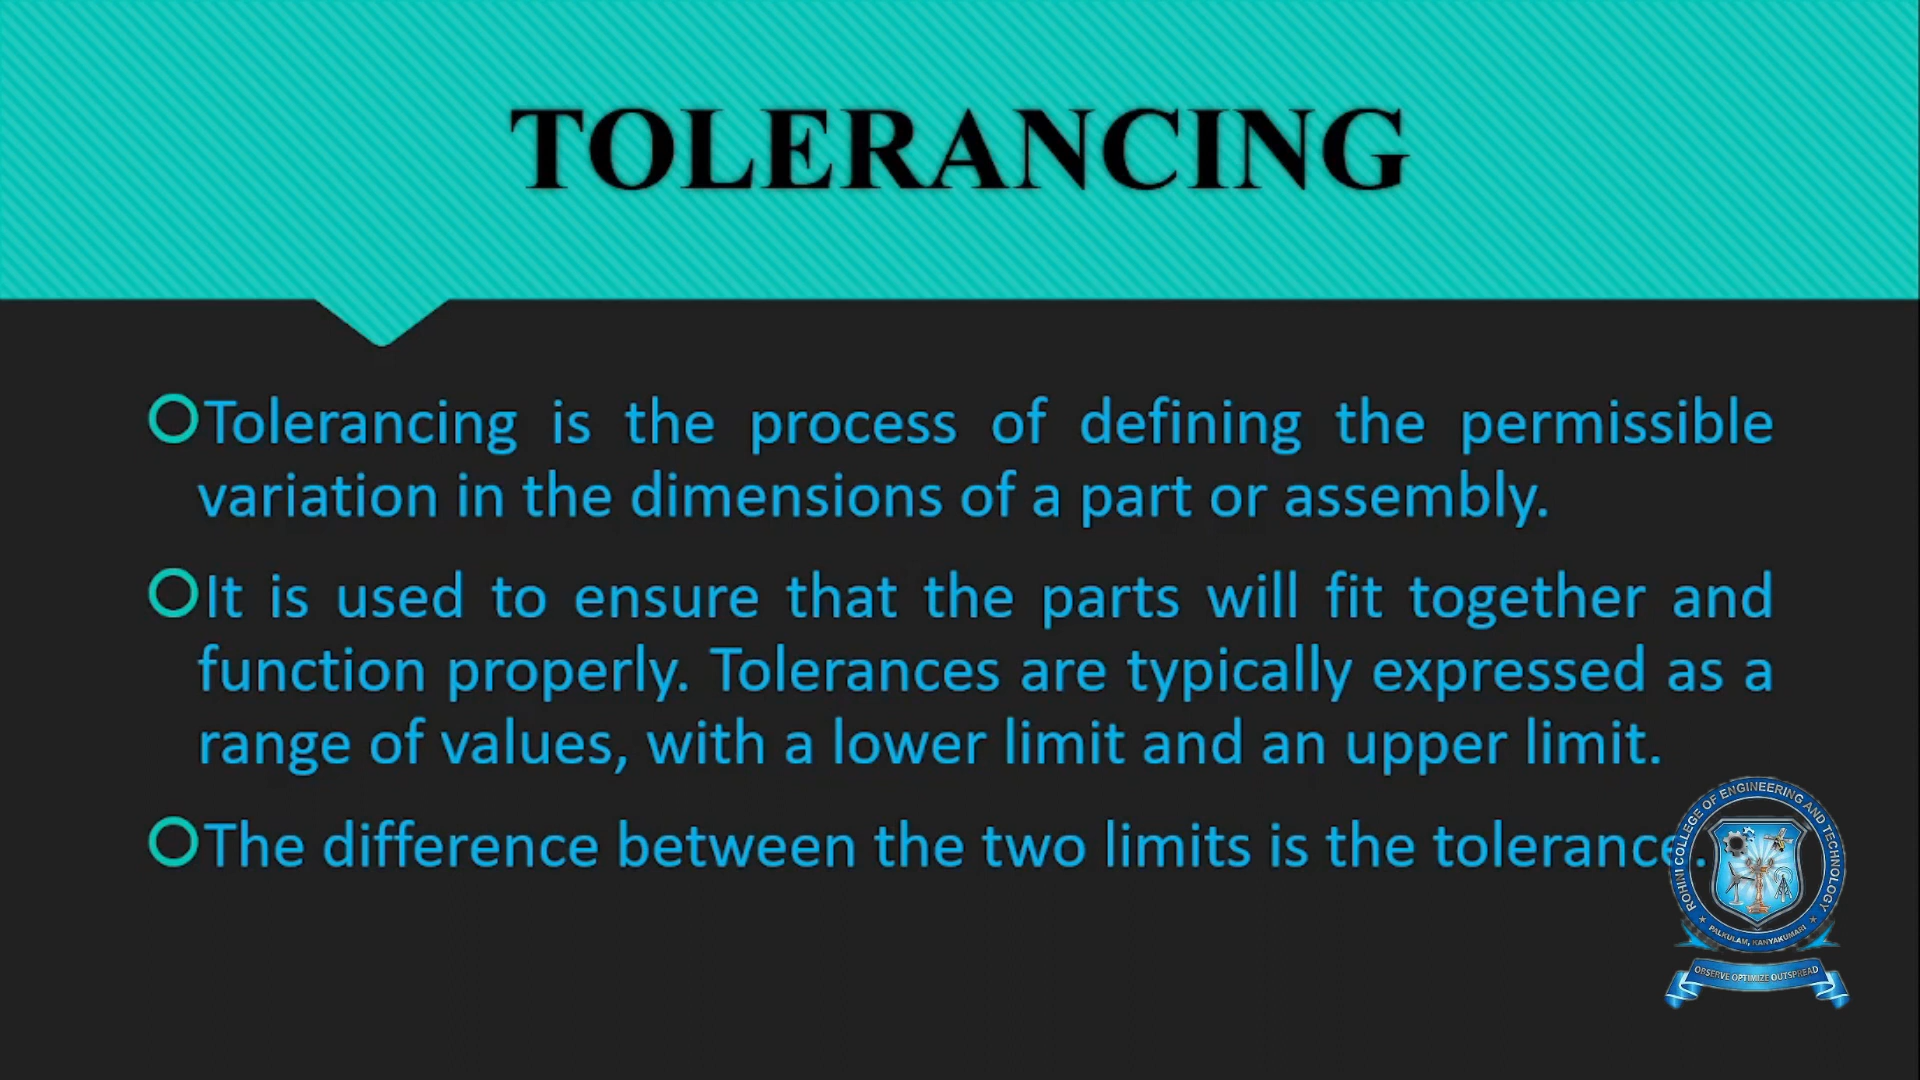 TOLERANCING
Tolerancing is the process of defining the permissible
variation in the dimensions of a part or assembly.
It is used to ensure that the parts will fit together and
function properly. Tolerances are typically expressed as a
range of values, with a lower limit and an upper limit.
The difference between the two limits is the tolerance.
ROHINI COLLEGE OF ENGINEERING AND TECHNOLOGY
PALKULAM, KANYAKUMARI
OBSERVE OPTIMIZE OUTSPREAD